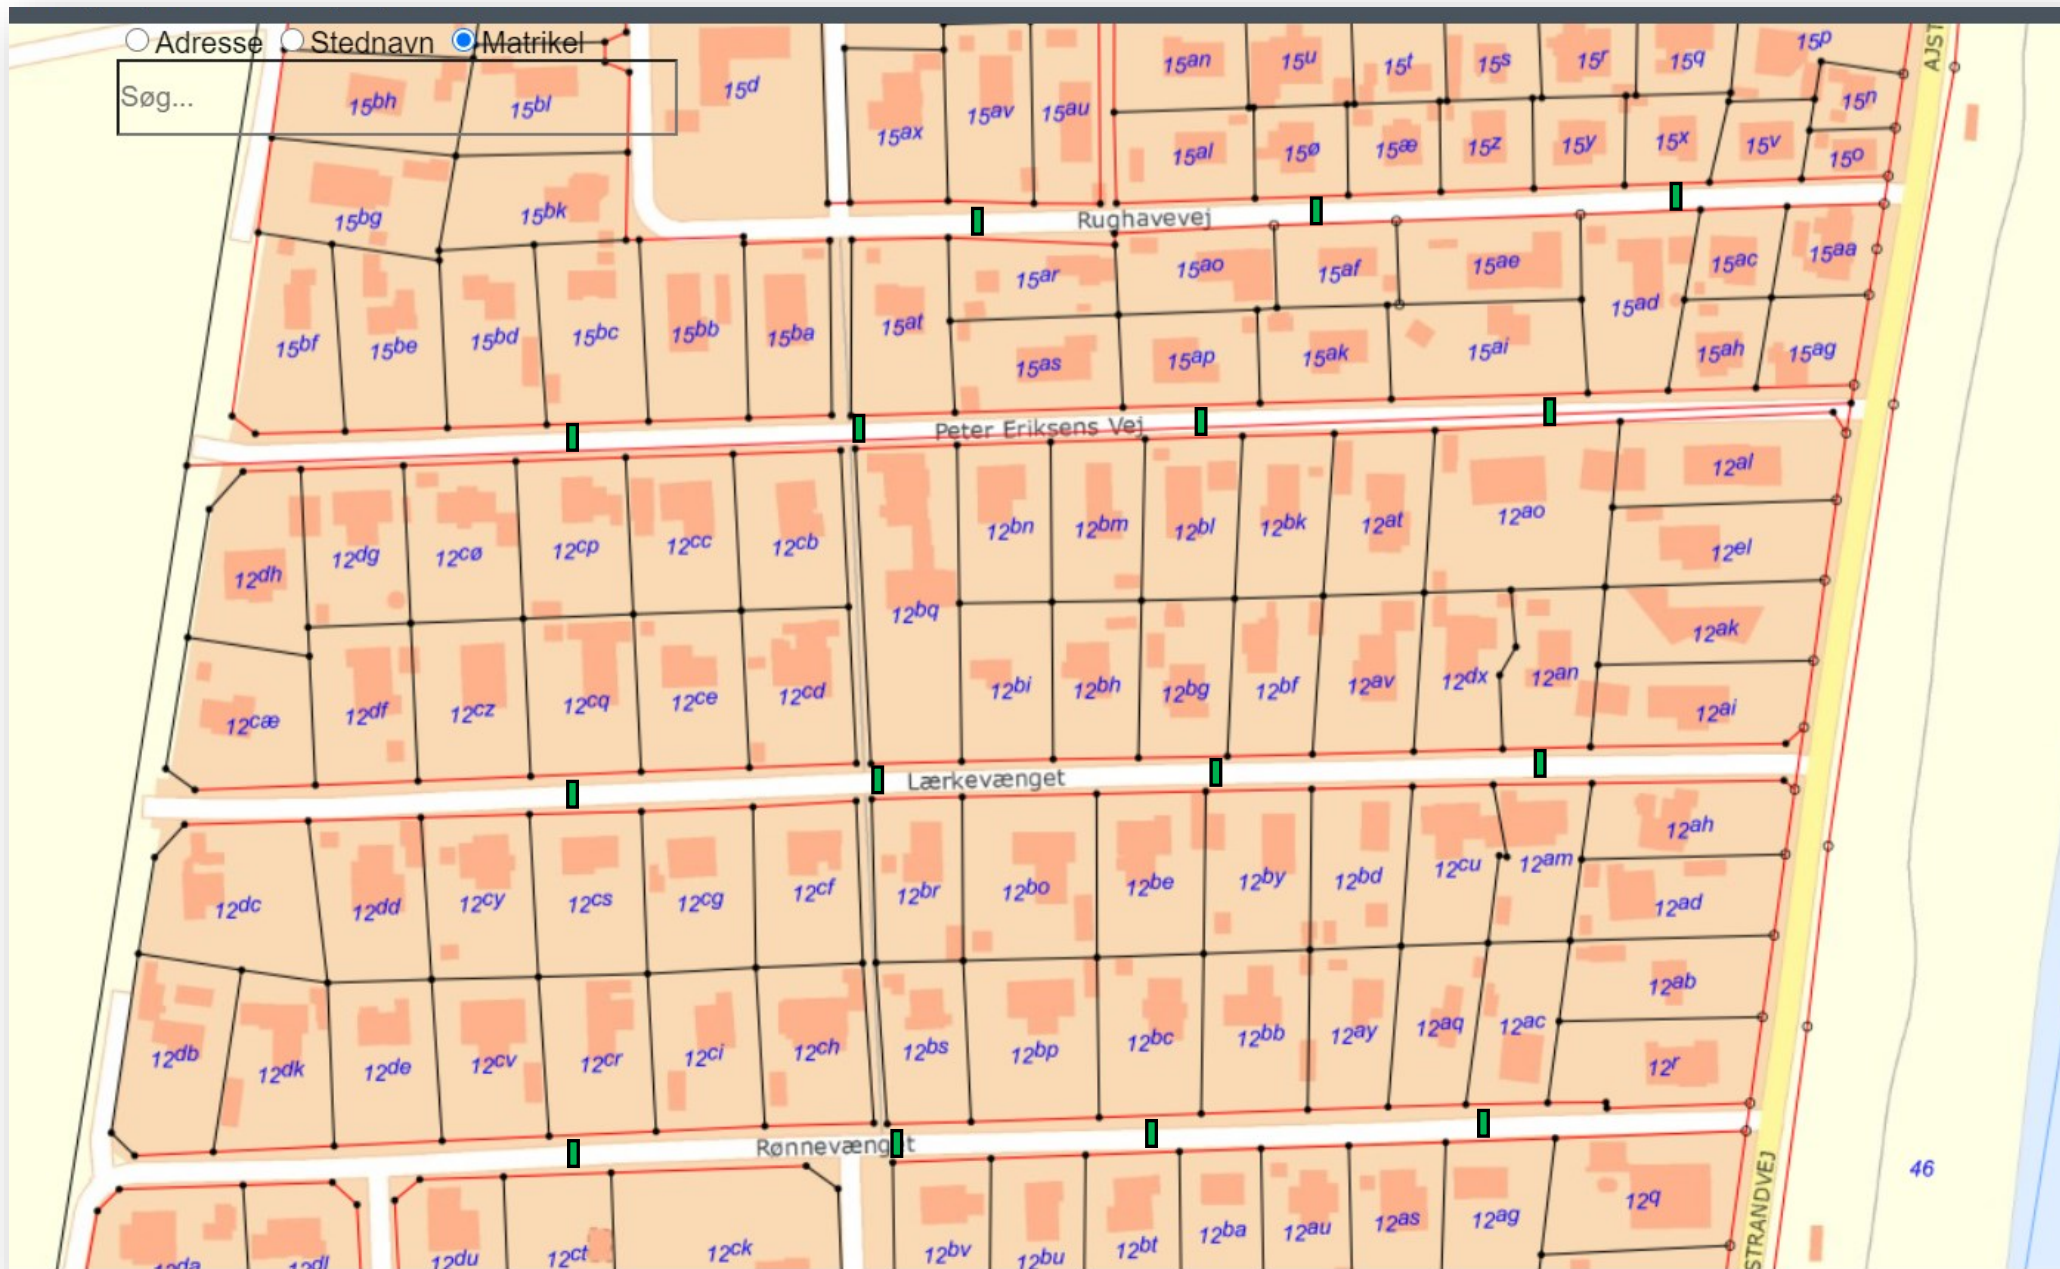 Adresse Stednavn Matrikel
Søg...
AJST
15p
15an 15u 15t 15s 15r 15q
15bh 15bl 15d 15av 15au 15n
15ax
15al 15ø 15æ 15z 15y 15x 15v 15o
15bg 15bk
Rughavevej
15ar 15ao 15af 15ae 15ac 15aa
15ad
15bf 15be 15bd 15bc 15bb 15ba 15at
15as 15ap 15ak 15ai 15ah 15ag
Peter Eriksens Vej
12al
12dh 12dg 12cø 12cp 12cc 12cb
12bn 12bm 12bl 12bk 12at 12ao
12el
12bq
12ak
12cæ 12df 12cz 12cq 12ce 12cd
12bi 12bh 12bg 12bf 12av 12dx 12an 12ai
Lærkevænget
12ah
12dc 12dd 12cy 12cs 12cg 12cf
12br 12bo 12be 12by 12bd 12cu 12am
12ad
12ab
12db 12dk 12de 12cv 12cr 12ci 12ch
12bs 12bp 12bc 12bb 12ay 12aq 12ac
12r
Rønnevænget
46
STRANDVEJ
12da 12dl 12du 12ct 12ck
12bv 12bu 12bt 12ba 12au 12as 12ag 12q